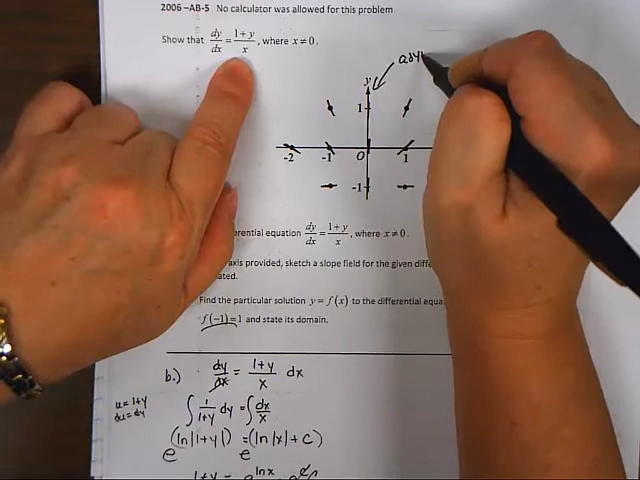 2006 –AB-5 No calculator was allowed for this problem
Show that dy/dx = 1+y/x, where x≠0.
asy
y
1
-2 -1 O 1
-1
erential equation dy/dx = 1+y/x, where x≠0.
axis provided, sketch a slope field for the given diffe
ated.
Find the particular solution y = f(x) to the differential equa
f(-1)=1 and state its domain.
b.) dy/dx = 1+y/x dx
u = 1+y
du = dy
∫ 1/1+y dy = ∫ dx/x
e^(ln|1+y|) = e^(ln|x| + c)